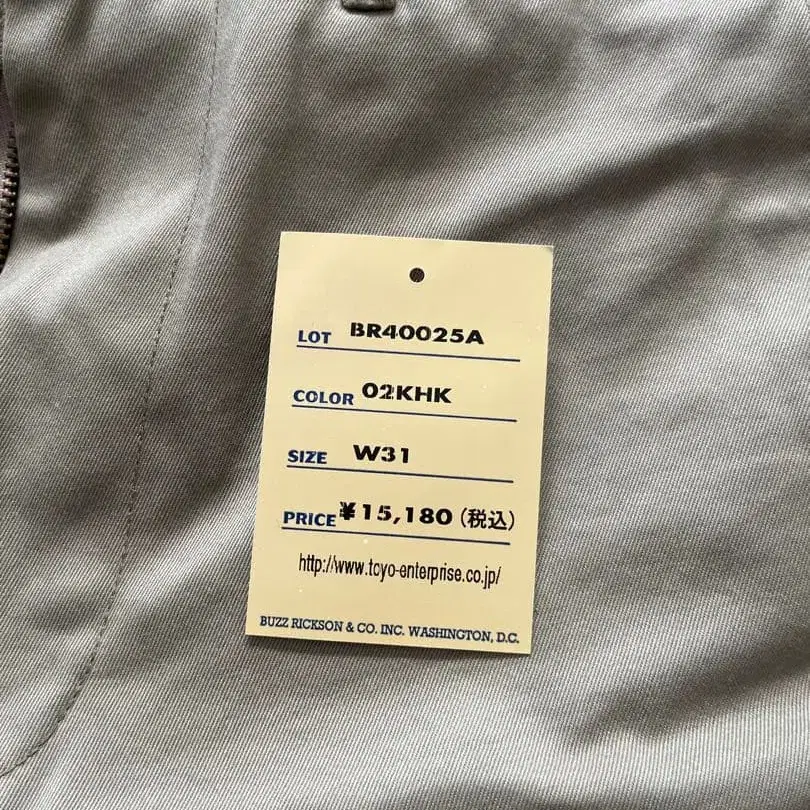 LOT BR40025A
COLOR 02KHK
SIZE W31
PRICE ¥15,180(税込)
http://www.toyo-enterprise.co.jp/
BUZZ RICKSON & CO. INC. WASHINGTON, D.C.